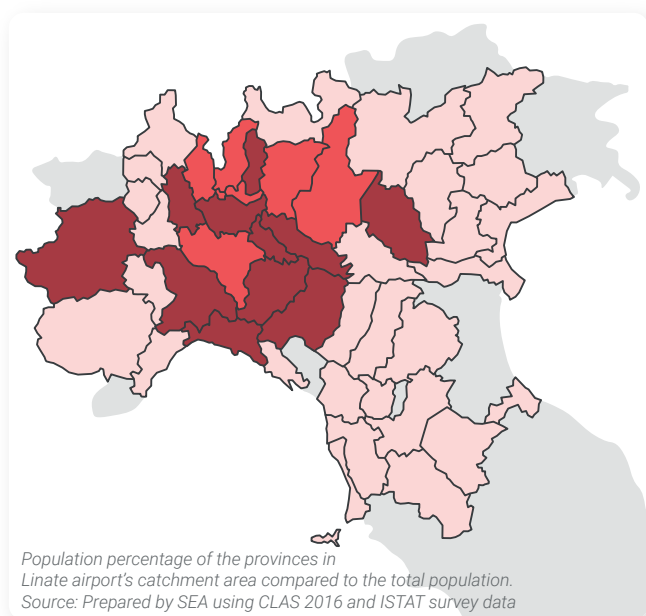 Population percentage of the provinces in
Linate airport's catchment area compared to the total population.
Source: Prepared by SEA using CLAS 2016 and ISTAT survey data